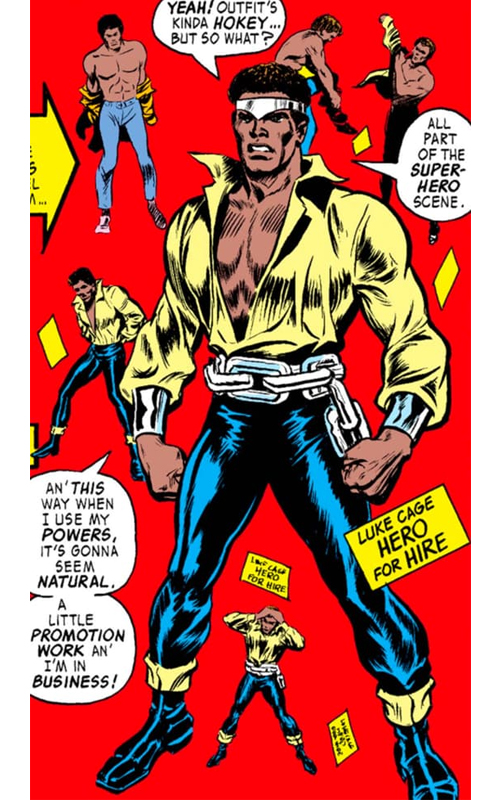 YEAH! OUTFIT'S
KINDA HOKEY...
BUT SO WHAT?
ALL
PART
OF THE
SUPER-
HERO
SCENE.
AN' THIS
WAY WHEN
I USE MY
POWERS,
IT'S GONNA
SEEM
NATURAL.
A
LITTLE
PROMOTION
WORK AN'
I'M IN
BUSINESS!
LUKE CAGE
HERO
FOR HIRE
LUKE CAGE
HERO
FOR HIRE